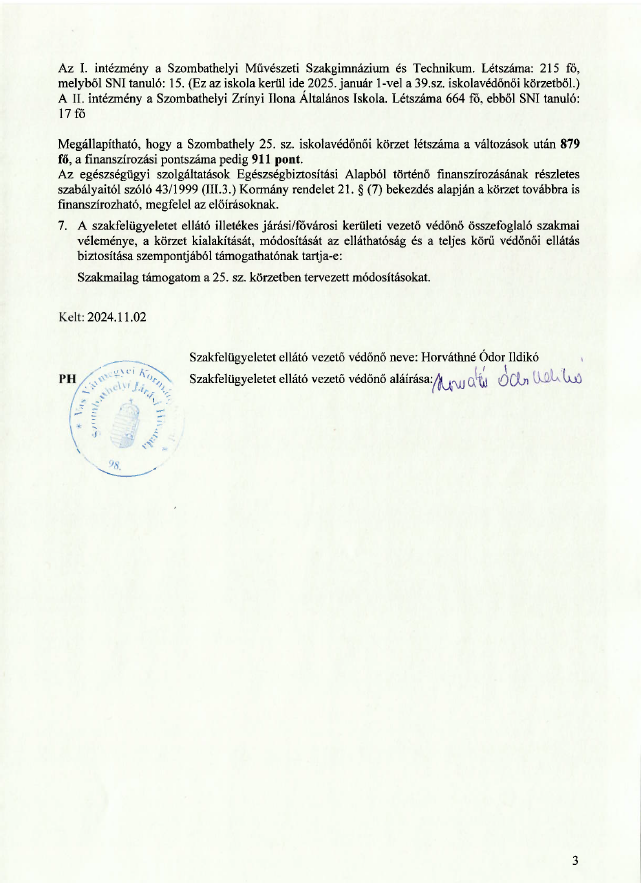 Az I. intézmény a Szombathelyi Művészeti Szakgimnázium és Technikum. Létszáma: 215 fő,
melyből SNI tanuló: 15. (Ez az iskola kerül ide 2025. január 1-vel a 39.sz. iskolavédőnői körzetből.)
A II. intézmény a Szombathelyi Zrínyi Ilona Általános Iskola. Létszáma 664 fő, ebből SNI tanuló:
17 fő
Megállapítható, hogy a Szombathely 25. sz. iskolavédőnői körzet létszáma a változások után 879
fő, a finanszírozási pontszáma pedig 911 pont.
Az egészségügyi szolgáltatások Egészségbiztosítási Alapból történő finanszírozásának részletes
szabályaitól szóló 43/1999 (III.3.) Kormány rendelet 21. § (7) bekezdés alapján a körzet továbbra is
finanszírozható, megfelel az előírásoknak.
7. A szakfelügyeletet ellátó illetékes járási/fővárosi kerületi vezető védőnő összefoglaló szakmai
véleménye, a körzet kialakítását, módosítását az elláthatóság és a teljes körű védőnői ellátás
biztosítása szempontjából támogathatónak tartja-e:
Szakmailag támogatom a 25. sz. körzetben tervezett módosításokat.
Kelt: 2024.11.02
Szakfelügyeletet ellátó vezető védőnő neve: Horváthné Ódor Ildikó
PH Szakfelügyeletet ellátó vezető védőnő aláírása:
Vas Vármegyei
Szombathelyi Járási Hivatala
98.
3